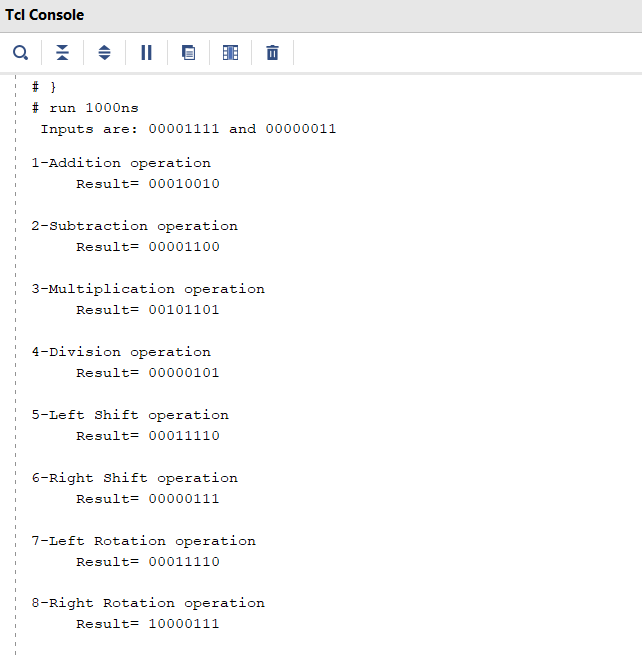 Tcl Console
# }
# run 1000ns
Inputs are: 00001111 and 00000011
1-Addition operation
Result= 00010010
2-Subtraction operation
Result= 00001100
3-Multiplication operation
Result= 00101101
4-Division operation
Result= 00000101
5-Left Shift operation
Result= 00011110
6-Right Shift operation
Result= 00000111
7-Left Rotation operation
Result= 00011110
8-Right Rotation operation
Result= 10000111